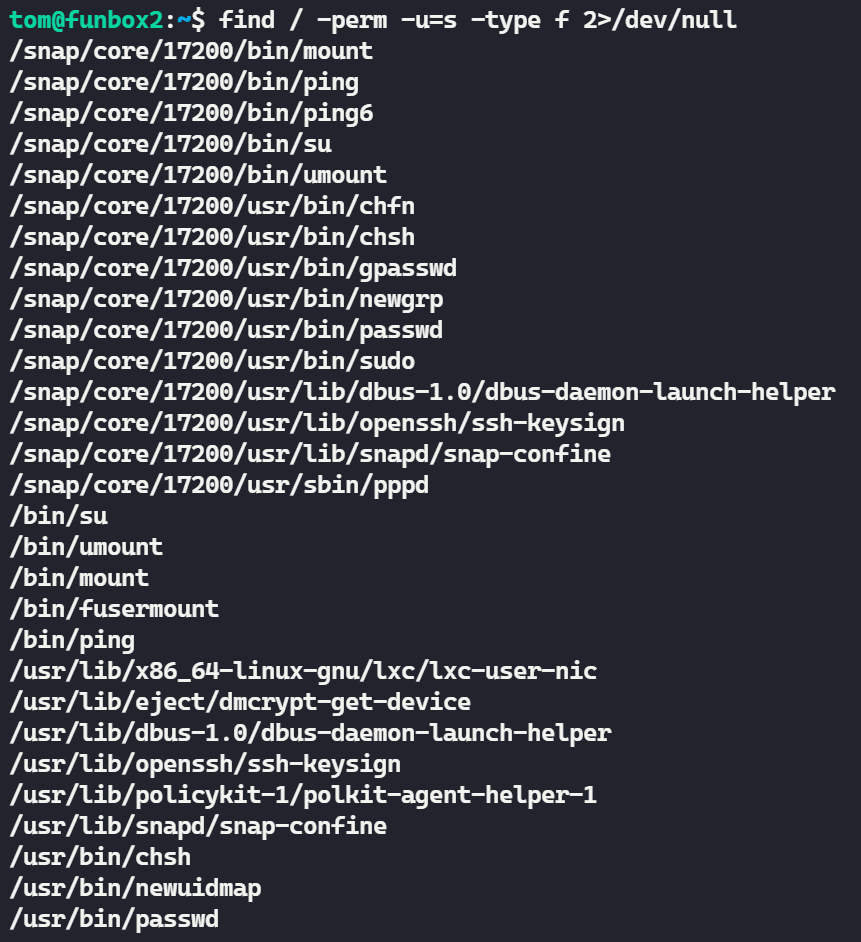 tom@funbox2:~$ find / -perm -u=s -type f 2>/dev/null
/snap/core/17200/bin/mount
/snap/core/17200/bin/ping
/snap/core/17200/bin/ping6
/snap/core/17200/bin/su
/snap/core/17200/bin/umount
/snap/core/17200/usr/bin/chfn
/snap/core/17200/usr/bin/chsh
/snap/core/17200/usr/bin/gpasswd
/snap/core/17200/usr/bin/newgrp
/snap/core/17200/usr/bin/passwd
/snap/core/17200/usr/bin/sudo
/snap/core/17200/usr/lib/dbus-1.0/dbus-daemon-launch-helper
/snap/core/17200/usr/lib/openssh/ssh-keysign
/snap/core/17200/usr/lib/snapd/snap-confine
/snap/core/17200/usr/sbin/pppd
/bin/su
/bin/umount
/bin/mount
/bin/fusermount
/bin/ping
/usr/lib/x86_64-linux-gnu/lxc/lxc-user-nic
/usr/lib/eject/dmcrypt-get-device
/usr/lib/dbus-1.0/dbus-daemon-launch-helper
/usr/lib/openssh/ssh-keysign
/usr/lib/policykit-1/polkit-agent-helper-1
/usr/lib/snapd/snap-confine
/usr/bin/chsh
/usr/bin/newuidmap
/usr/bin/passwd